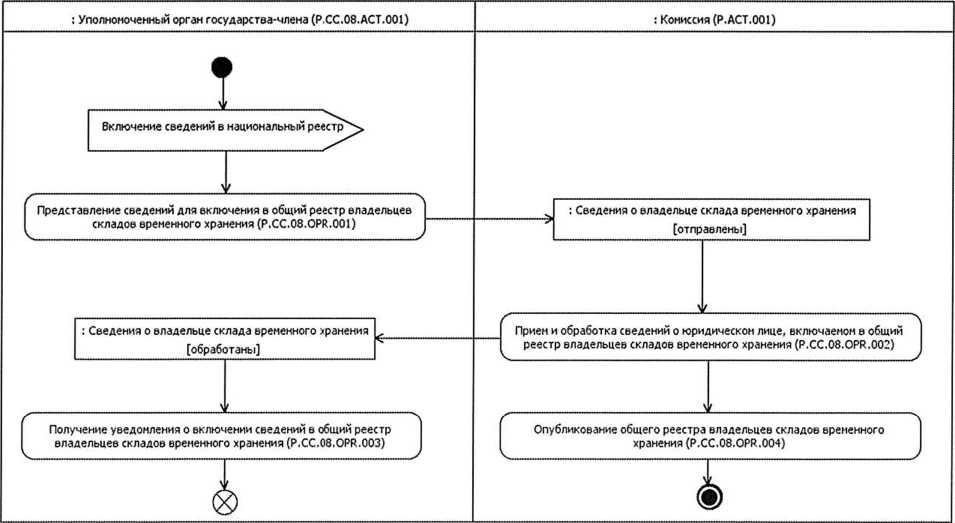 : Уполномоченный орган государства-члена (P.CC.08.ACT.001)
: Комиссия (P.ACT.001)
Включение сведений в национальный реестр
Представление сведений для включения в общий реестр владельцев
складов временного хранения (P.CC.08.OPR.001)
: Сведения о владельце склада временного хранения
[отправлены]
: Сведения о владельце склада временного хранения
[обработаны]
Прием и обработка сведений о юридическом лице, включаемом в общий
реестр владельцев складов временного хранения (P.CC.08.OPR.002)
Получение уведомления о включении сведений в общий реестр
владельцев складов временного хранения (P.CC.08.OPR.003)
Опубликование общего реестра владельцев складов временного
хранения (P.CC.08.OPR.004)